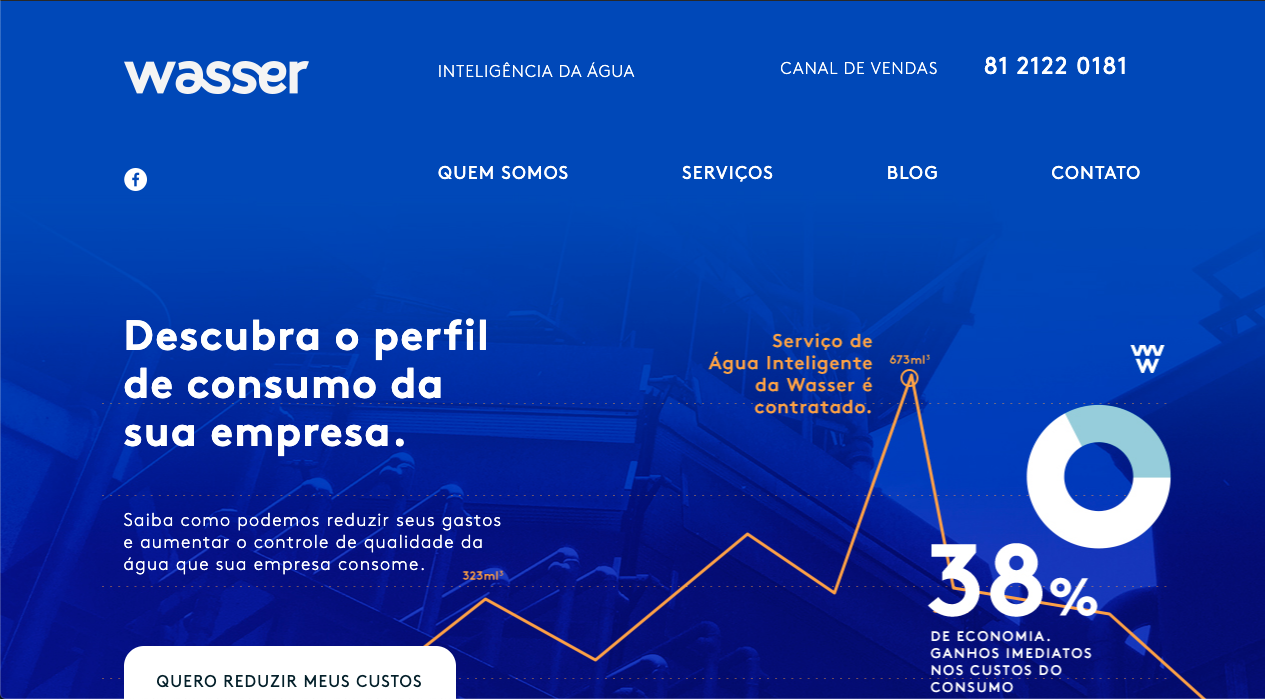 wasser
INTELIGÊNCIA DA ÁGUA
CANAL DE VENDAS
81 2122 0181
QUEM SOMOS
SERVIÇOS
BLOG
CONTATO
Descubra o perfil
de consumo da
sua empresa.
Saiba como podemos reduzir seus gastos
e aumentar o controle de qualidade da
água que sua empresa consome.
QUERO REDUZIR MEUS CUSTOS
323ml³
Serviço de
Água Inteligente
da Wasser é
contratado.
673ml³
38%
DE ECONOMIA.
GANHOS IMEDIATOS
NOS CUSTOS DO
CONSUMO